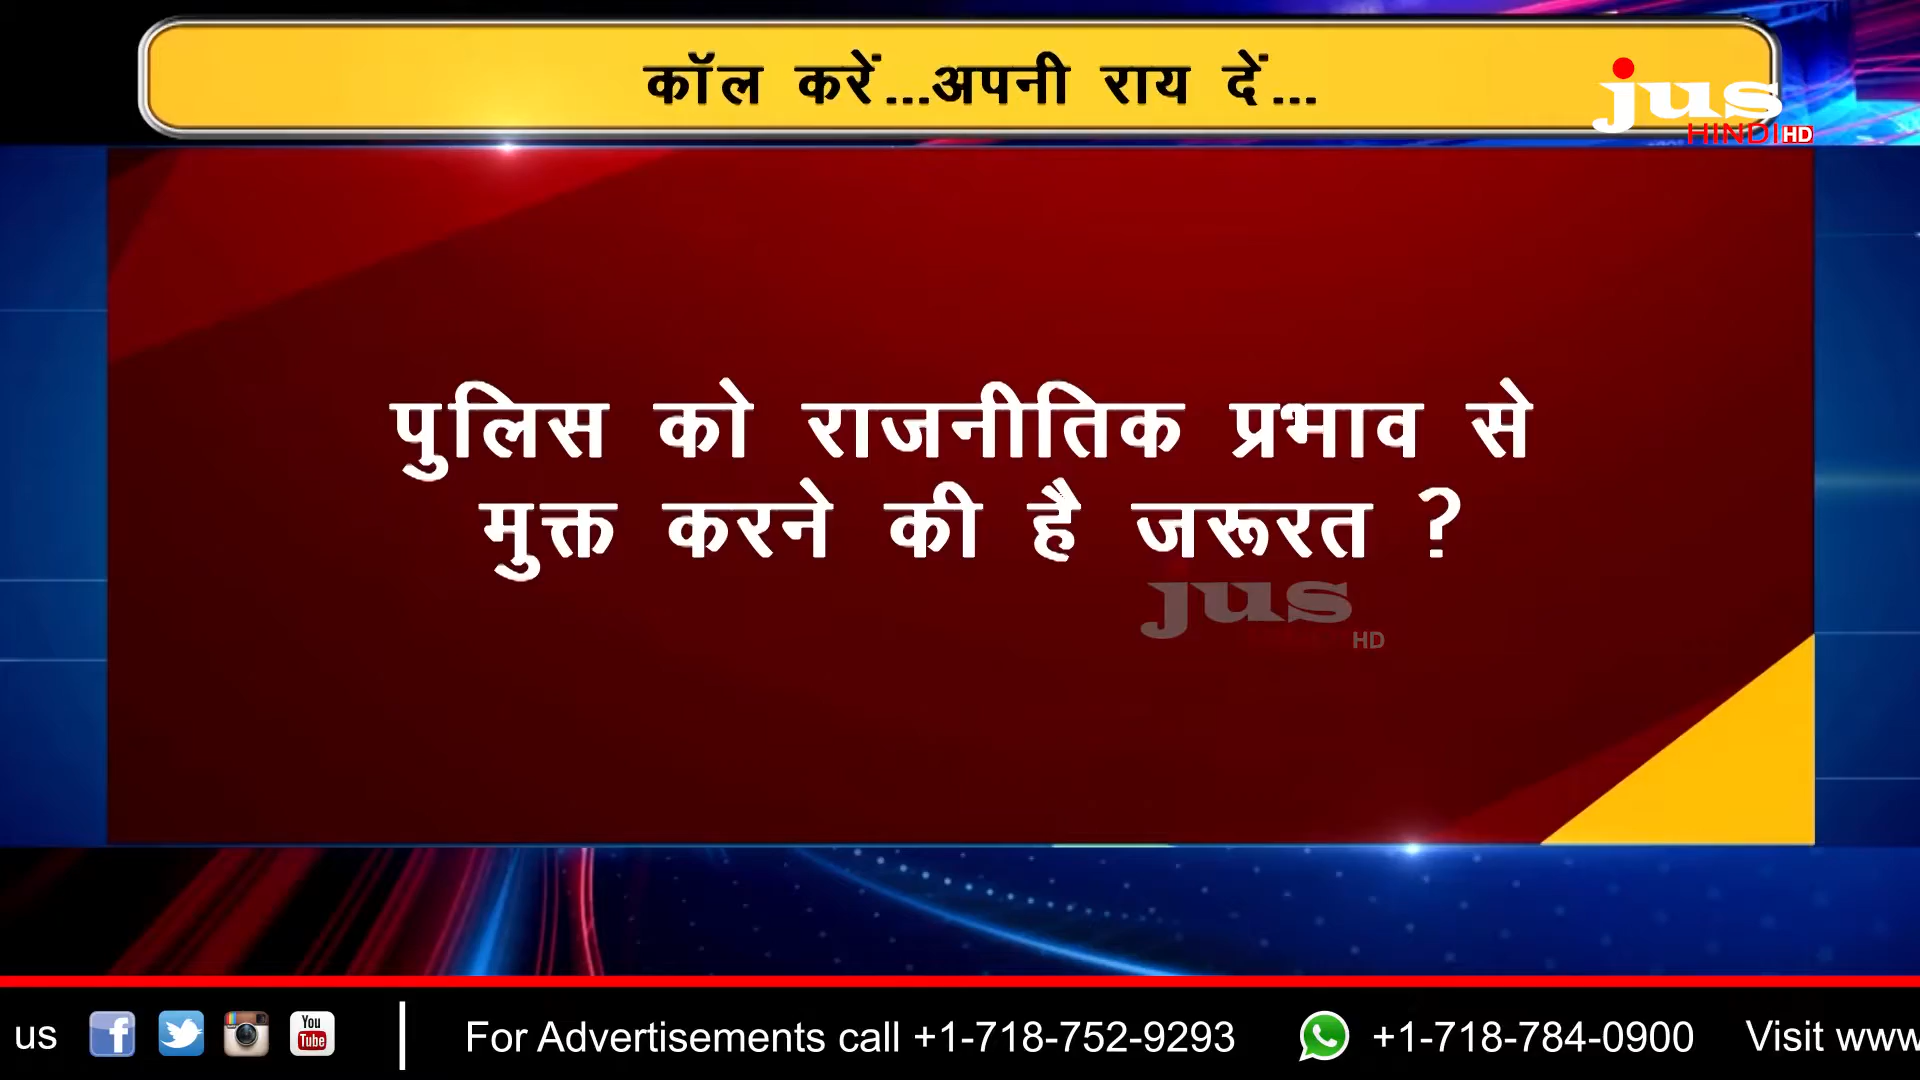 कॉल करें...अपनी राय दें...
jus
HINDI HD
पुलिस को राजनीतिक प्रभाव से
मुक्त करने की है जरूरत ?
jus
HD
us You Tube For Advertisements call +1-718-752-9293 +1-718-784-0900 Visit www